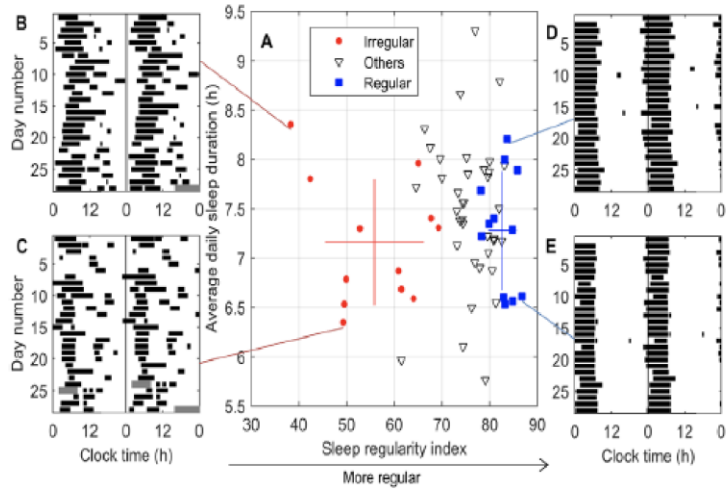 B
Day number
5
10
15
20
25
0 12 0 12 0
C
Day number
5
10
15
20
25
0 12 0 12 0
Clock time (h)
A
Irregular
Others
Regular
Average daily sleep duration (h)
9.5
9
8.5
8
7.5
7
6.5
6
5.5
30 40 50 60 70 80 90
Sleep regularity index
More regular
D
5
10
15
20
25
0 12 0 12 0
E
5
10
15
20
25
0 12 0 12 0
Clock time (h)